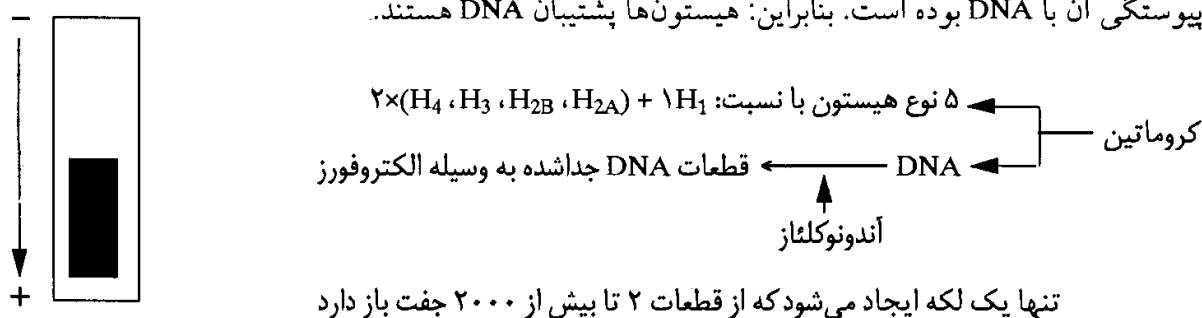 پیوستگی آن با DNA بوده است. بنابراین: هیستون‌ها پشتیبان DNA هستند.
۵ نوع هیستون با نسبت: ۲×(H4 ، H3 ، H2B ، H2A) + ۱H1
کروماتین
DNA
قطعات DNA جداشده به وسیله الکتروفورز
آندونوکلئاز
تنها یک لکه ایجاد می‌شود که از قطعات ۲ تا بیش از ۲۰۰۰ جفت باز دارد
−
+